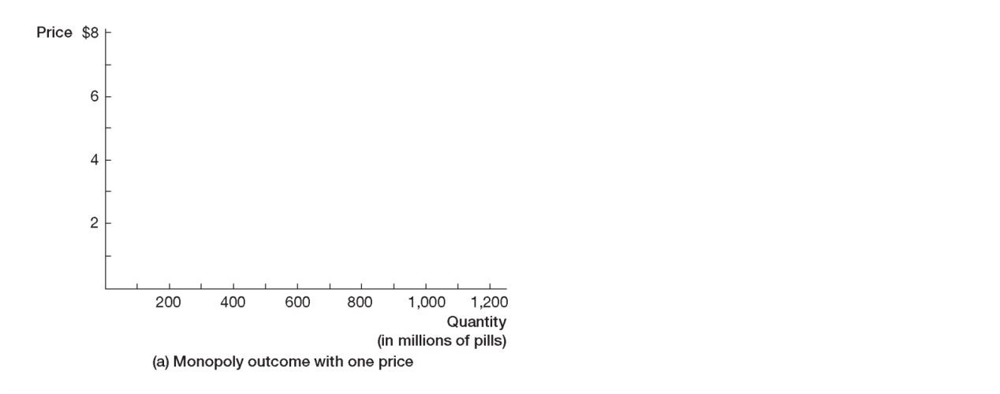 Price $8
6
4
2
200 400 600 800 1,000 1,200
Quantity
(in millions of pills)
(a) Monopoly outcome with one price